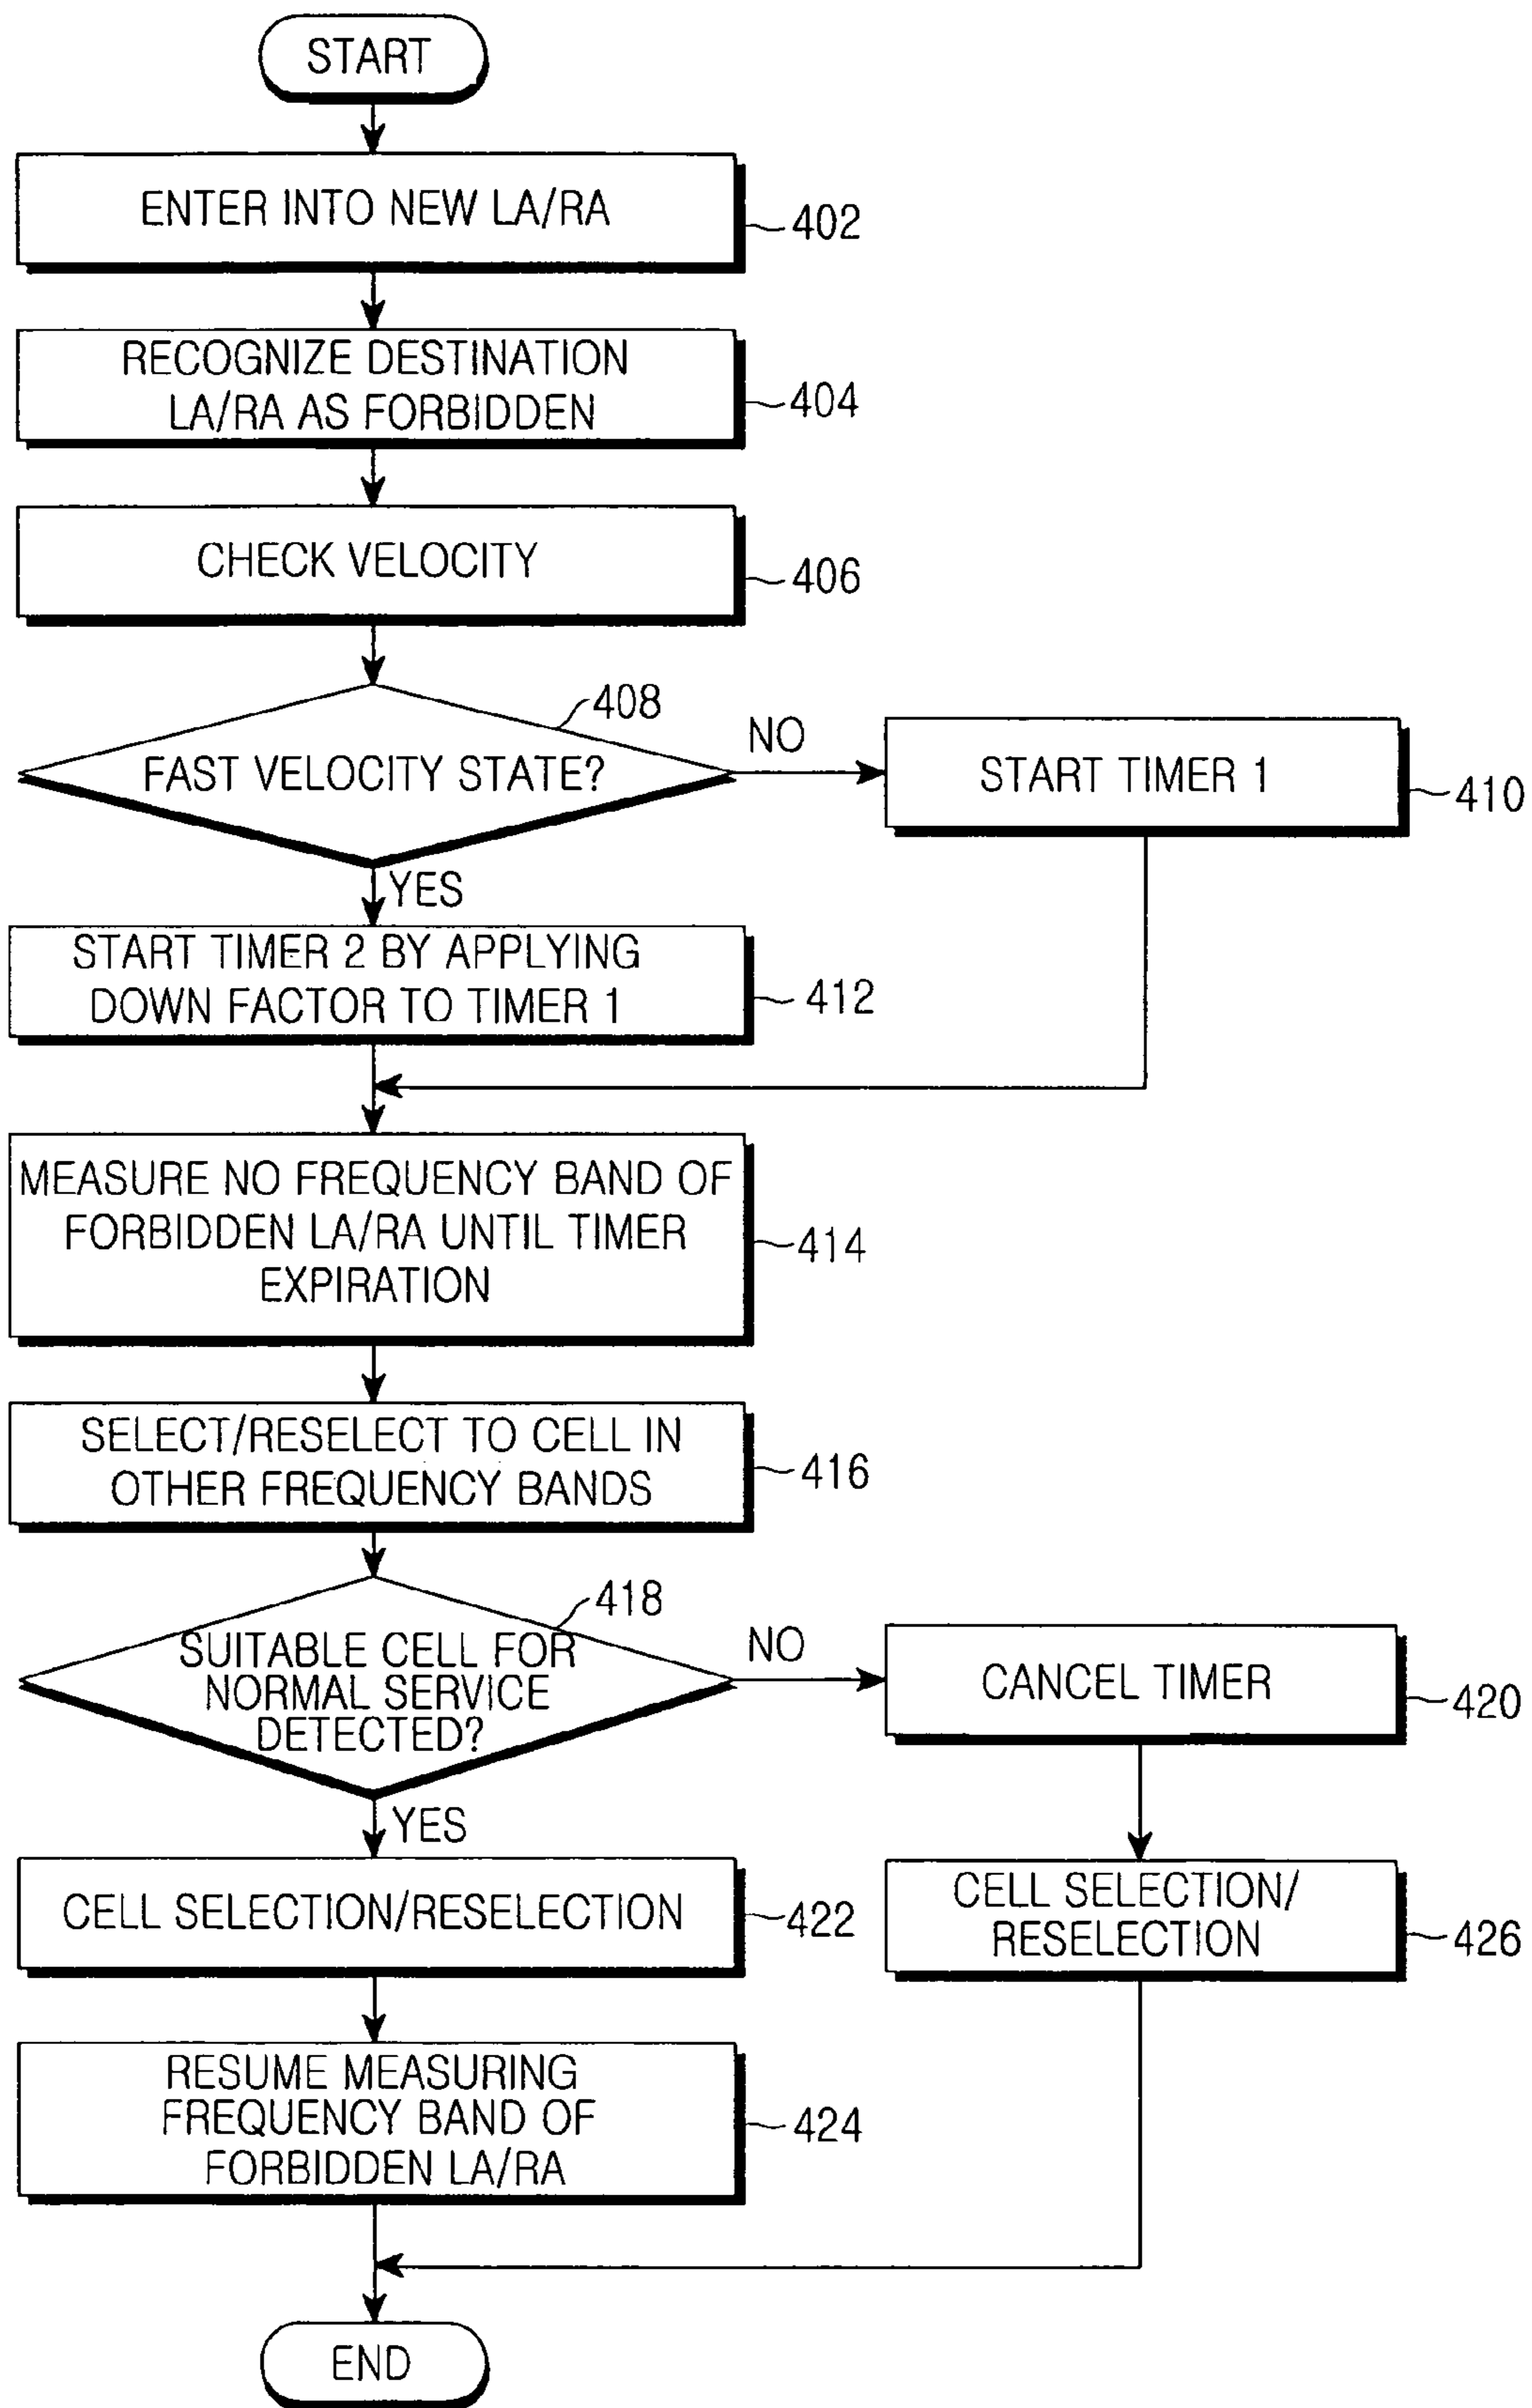 START
ENTER INTO NEW LA/RA
402
RECOGNIZE DESTINATION
LA/RA AS FORBIDDEN
404
CHECK VELOCITY
406
408
FAST VELOCITY STATE?
NO
START TIMER 1
410
YES
START TIMER 2 BY APPLYING
DOWN FACTOR TO TIMER 1
412
MEASURE NO FREQUENCY BAND OF
FORBIDDEN LA/RA UNTIL TIMER
EXPIRATION
414
SELECT/RESELECT TO CELL IN
OTHER FREQUENCY BANDS
416
418
SUITABLE CELL FOR
NORMAL SERVICE
DETECTED?
NO
CANCEL TIMER
420
YES
CELL SELECTION/RESELECTION
422
CELL SELECTION/
RESELECTION
426
RESUME MEASURING
FREQUENCY BAND OF
FORBIDDEN LA/RA
424
END